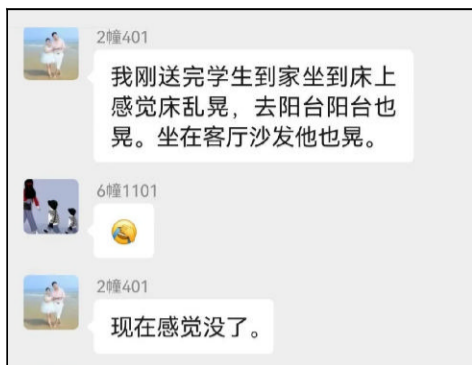 2幢401
我刚送完学生到家坐到床上
感觉床乱晃，去阳台阳台也
晃。坐在客厅沙发他也晃。
6幢1101
2幢401
现在感觉没了。